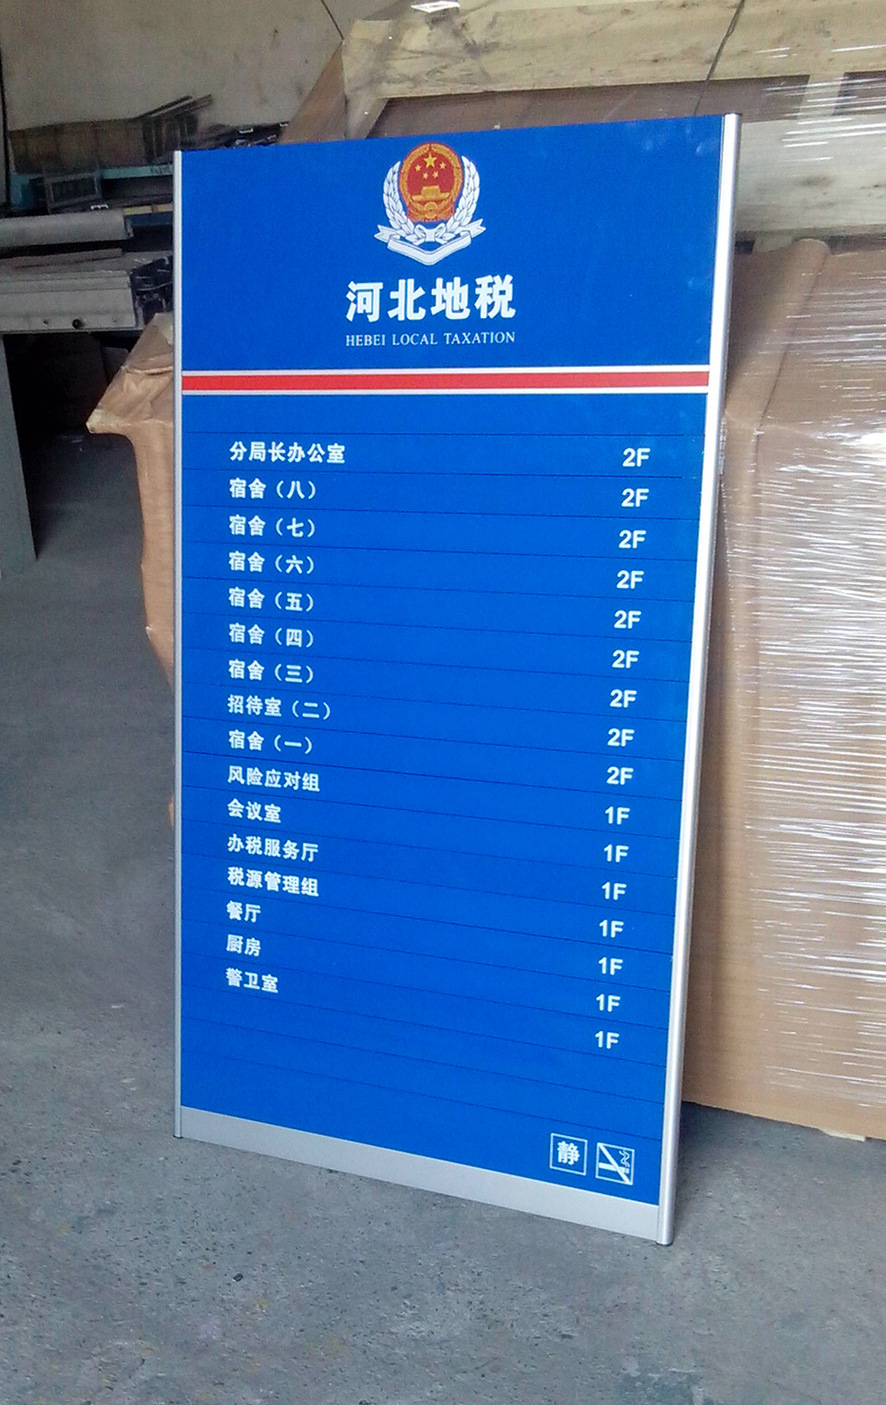 河北地税
HEBEI LOCAL TAXATION
分局长办公室 2F
宿舍（八） 2F
宿舍（七） 2F
宿舍（六） 2F
宿舍（五） 2F
宿舍（四） 2F
宿舍（三） 2F
招待室（二） 2F
宿舍（一） 2F
风险应对组 1F
会议室 1F
办税服务厅 1F
税源管理组 1F
餐厅 1F
厨房 1F
警卫室 1F
静